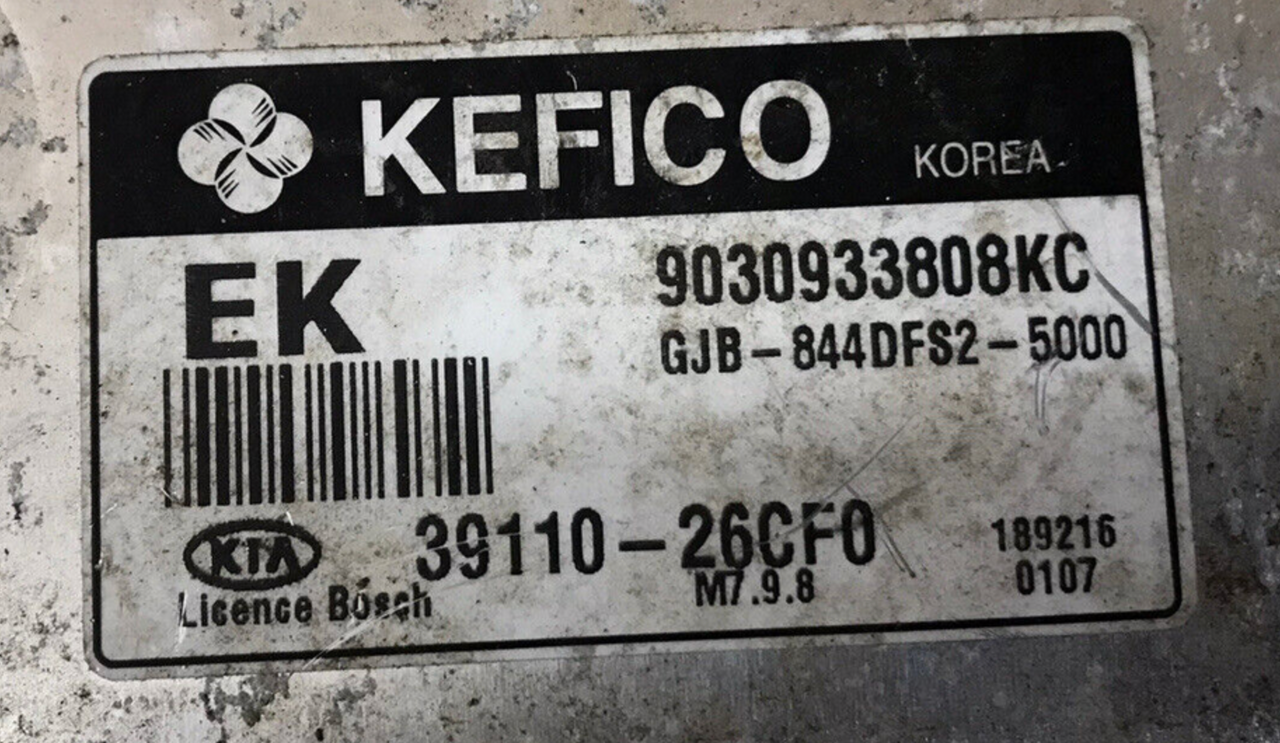 KEFICO KOREA
EK
9030933808KC
GJB-844DFS2-5000
KIA
39110-26CF0
189216
Licence Bosch
M7.9.8
0107